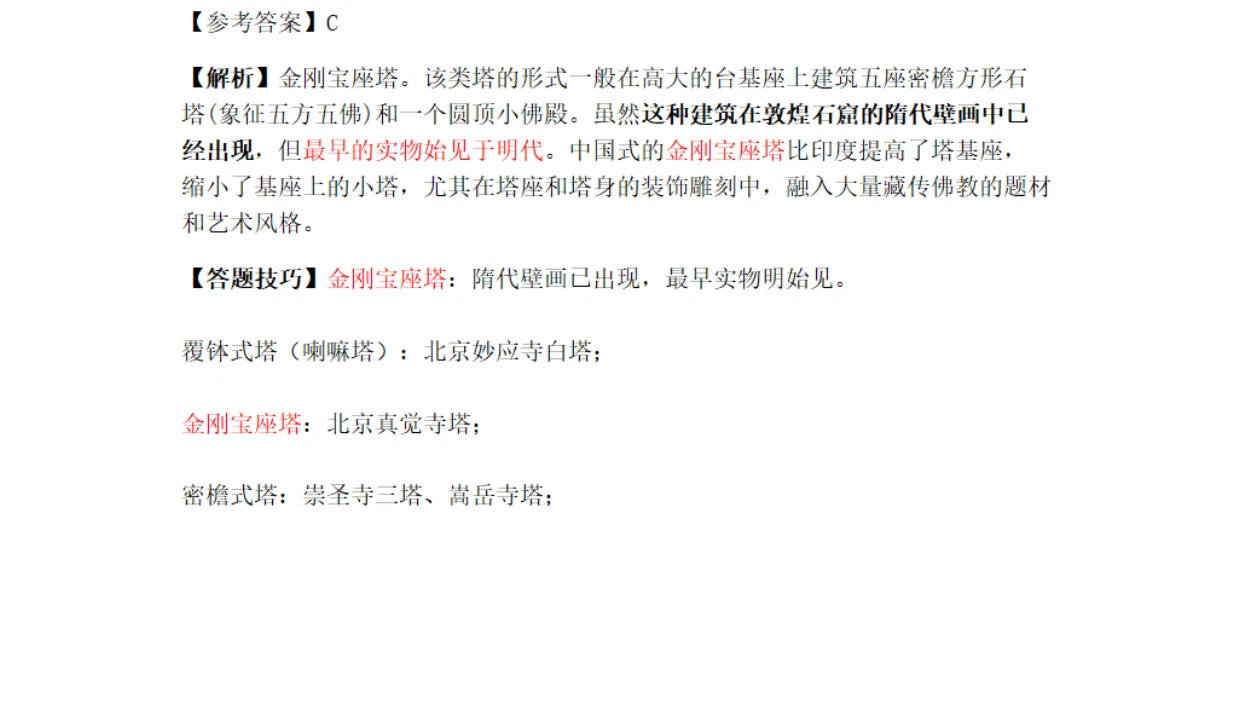 【参考答案】C
【解析】金刚宝座塔。该类塔的形式一般在高大的台基座上建筑五座密檐方形石
塔(象征五方五佛)和一个圆顶小佛殿。虽然这种建筑在敦煌石窟的隋代壁画中已
经出现，但最早的实物始见于明代。中国式的金刚宝座塔比印度提高了塔基座，
缩小了基座上的小塔，尤其在塔座和塔身的装饰雕刻中，融入大量藏传佛教的题材
和艺术风格。
【答题技巧】金刚宝座塔：隋代壁画已出现，最早实物明始见。
覆钵式塔（喇嘛塔）：北京妙应寺白塔；
金刚宝座塔：北京真觉寺塔；
密檐式塔：崇圣寺三塔、嵩岳寺塔；